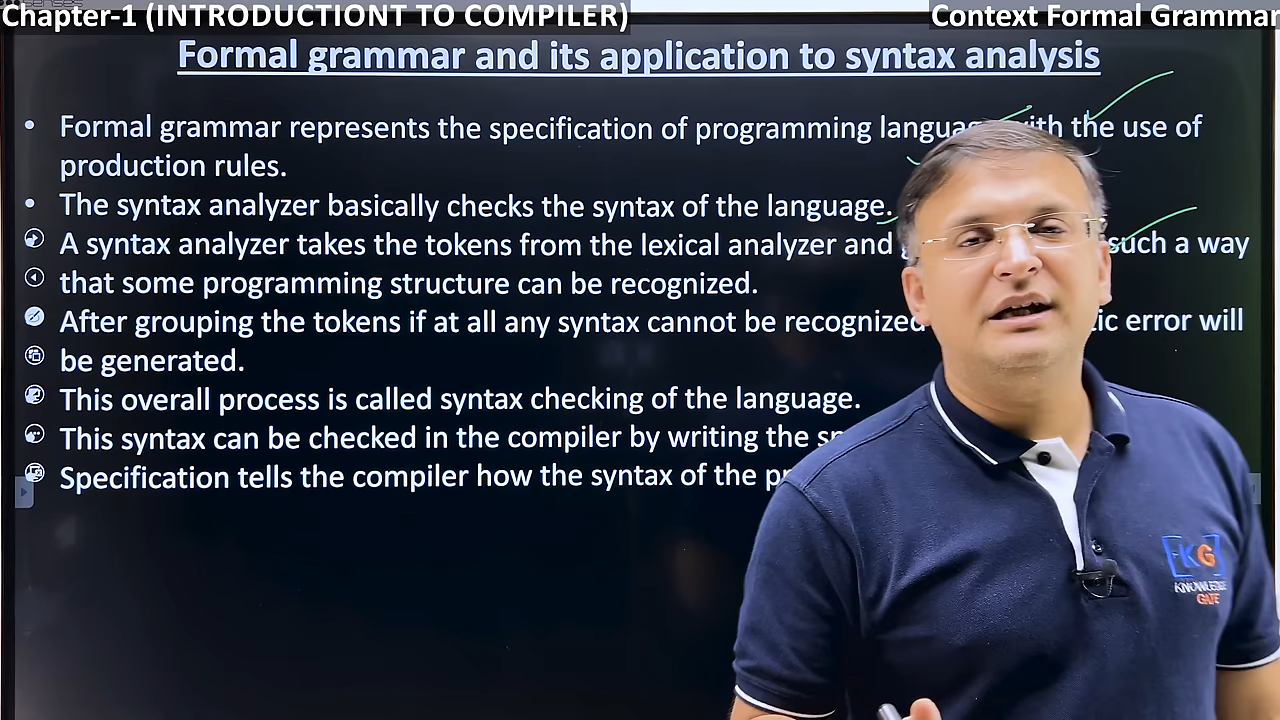 Chapter-1 (INTRODUCTIONT TO COMPILER)
Context Formal Grammar
Formal grammar and its application to syntax analysis
• Formal grammar represents the specification of programming with the use of
production rules.
• The syntax analyzer basically checks the syntax of the language.
A syntax analyzer takes the tokens from the lexical analyzer and such a way
that some programming structure can be recognized.
After grouping the tokens if at all any syntax cannot be recognized error will
be generated.
This overall process is called syntax checking of the language.
This syntax can be checked in the compiler by writing the
Specification tells the compiler how the syntax of the
KG
KNOWLEDGE
GATE